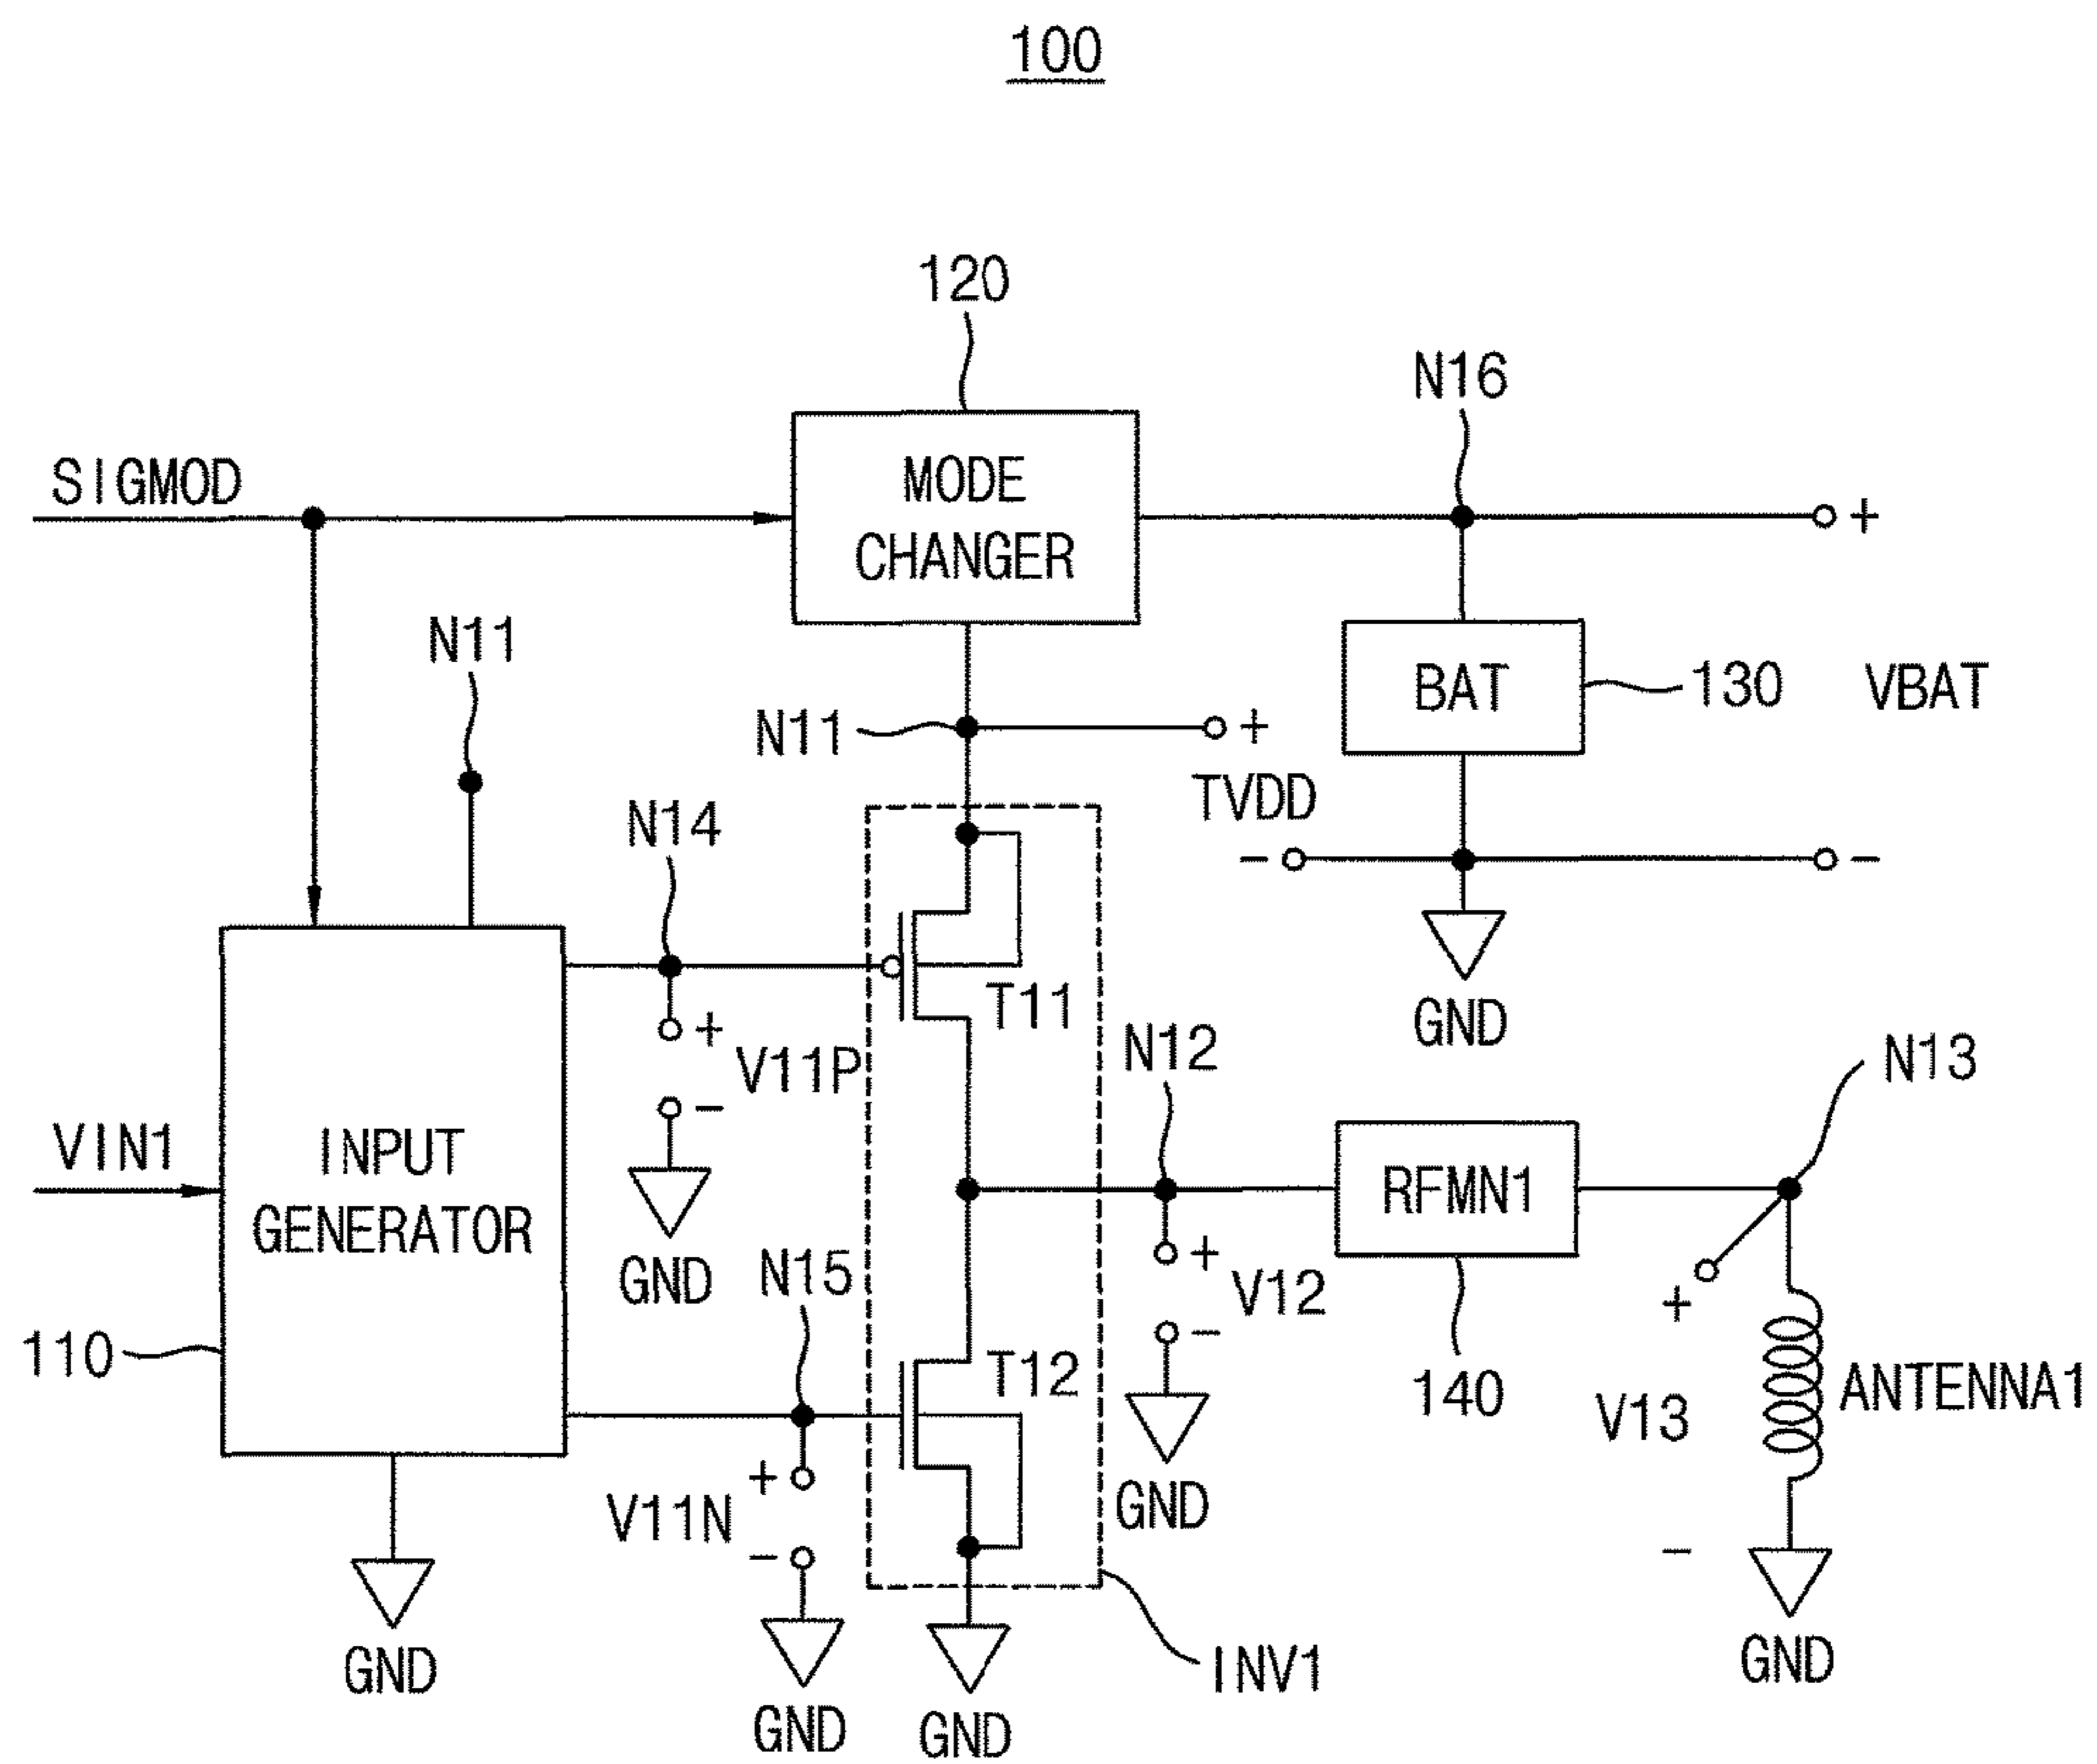 100
120
N16
SIGMOD
MODE
CHANGER
+
N11
BAT
130
VBAT
N11
+
TVDD
N14
-
-
GND
T11
N12
N13
+
V11P
-
VIN1
INPUT
GENERATOR
RFMN1
GND
N15
+
V12
-
+
110
T12
140
V13
ANTENNA1
+
V11N
-
GND
-
GND
GND
GND
INV1
GND
GND